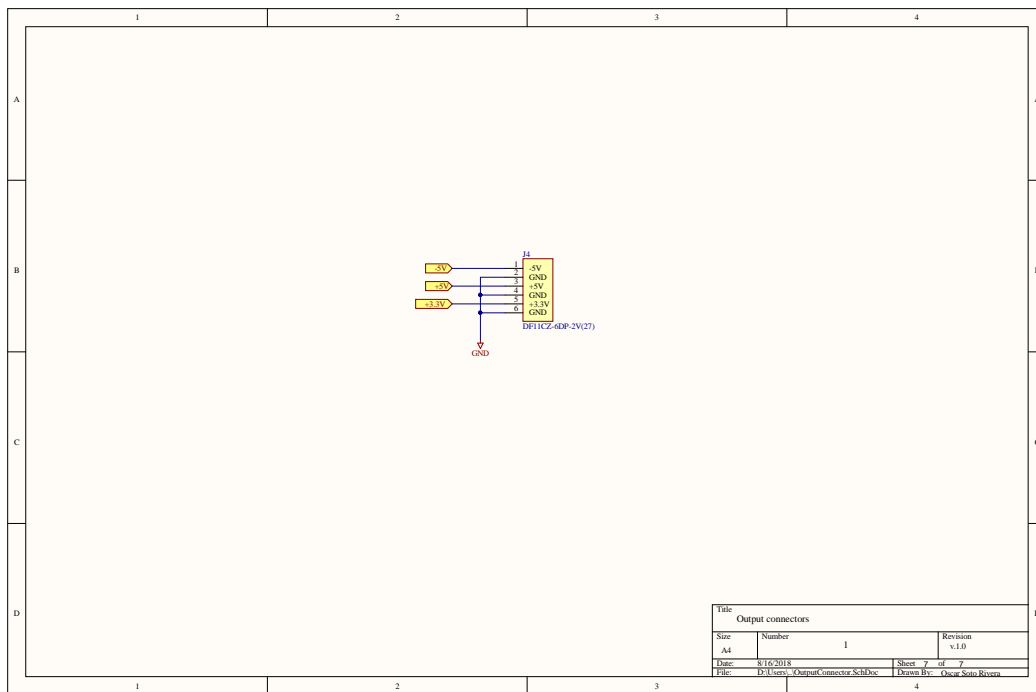 1 2 3 4
A A
J4
-5V 1 -5V
2 GND
+5V 3 +5V
4 GND
+3.3V 5 +3.3V
6 GND
B
DF11CZ-6DP-2V(27)
GND
C
D
Title
Output connectors
Size Number Revision
A4 1 v.1.0
Date: 8/16/2018 Sheet 7 of 7
File: D:\Users\..\OutputConnector.SchDoc Drawn By: Oscar Soto Rivera
1 2 3 4